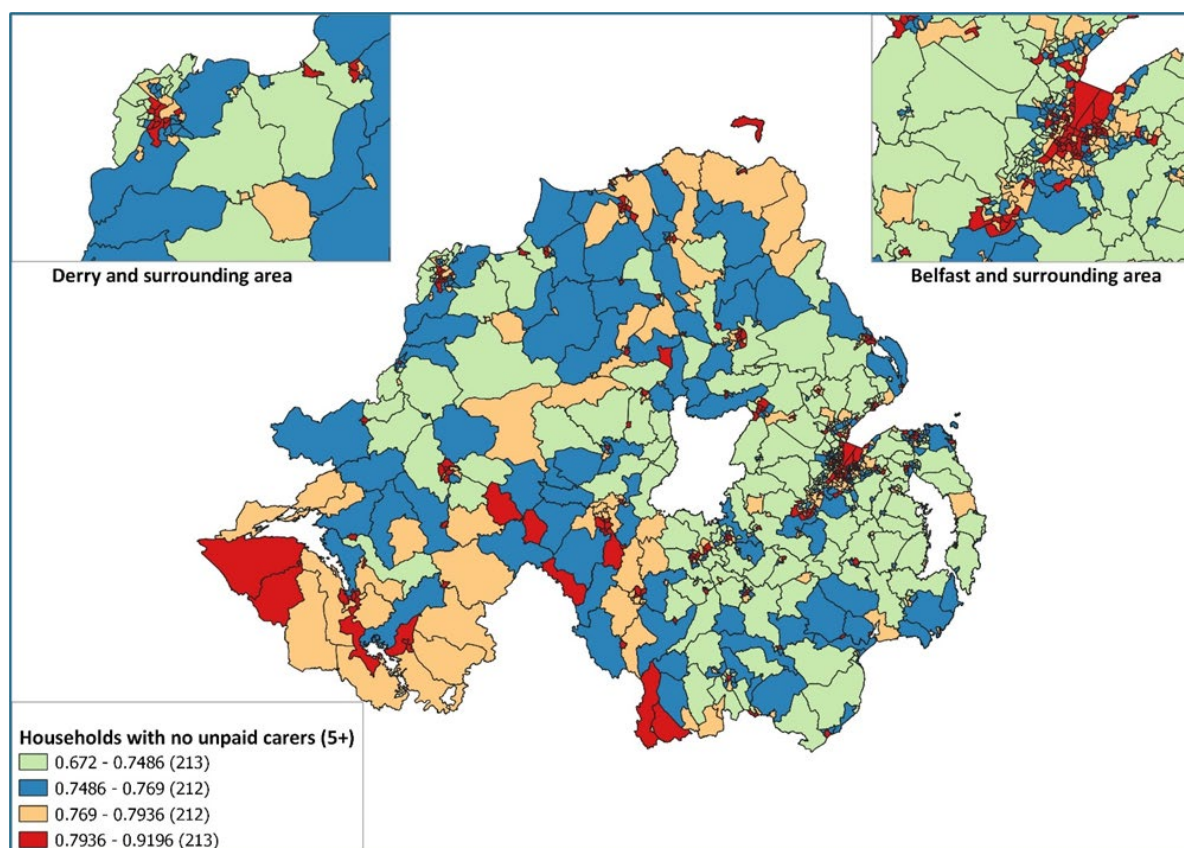 Derry and surrounding area
Belfast and surrounding area
Households with no unpaid carers (5+)
0.672 - 0.7486 (213)
0.7486 - 0.769 (212)
0.769 - 0.7936 (212)
0.7936 - 0.9196 (213)